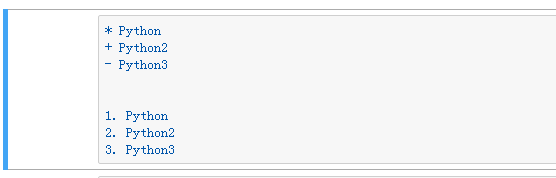 * Python
+ Python2
- Python3
1. Python
2. Python2
3. Python3